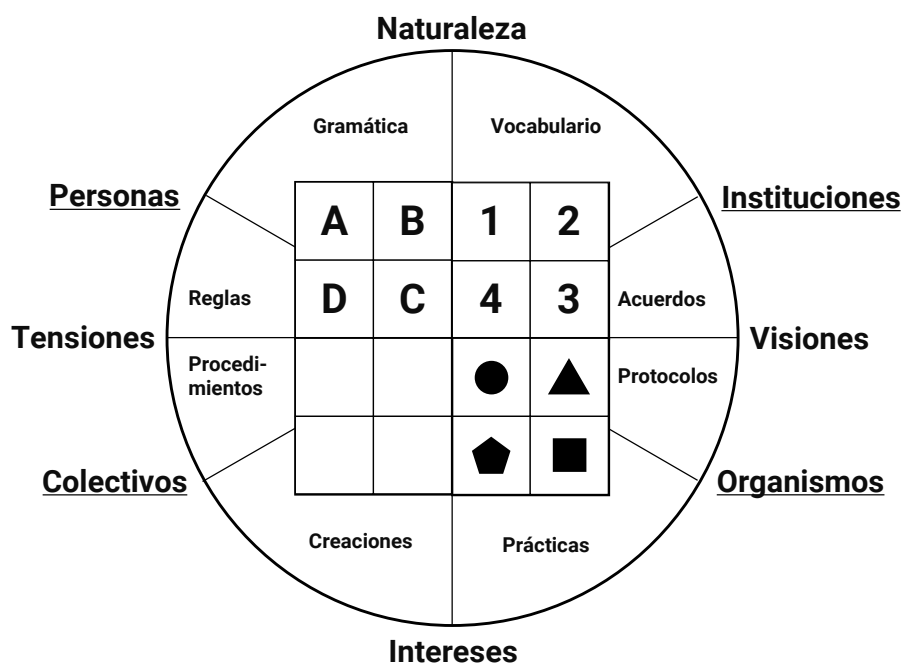 Naturaleza
Gramática
Vocabulario
Personas
Instituciones
A B 1 2
Reglas
D C 4 3
Acuerdos
Tensiones
Visiones
Procedi-
mientos
Protocolos
Colectivos
Organismos
Creaciones
Prácticas
Intereses